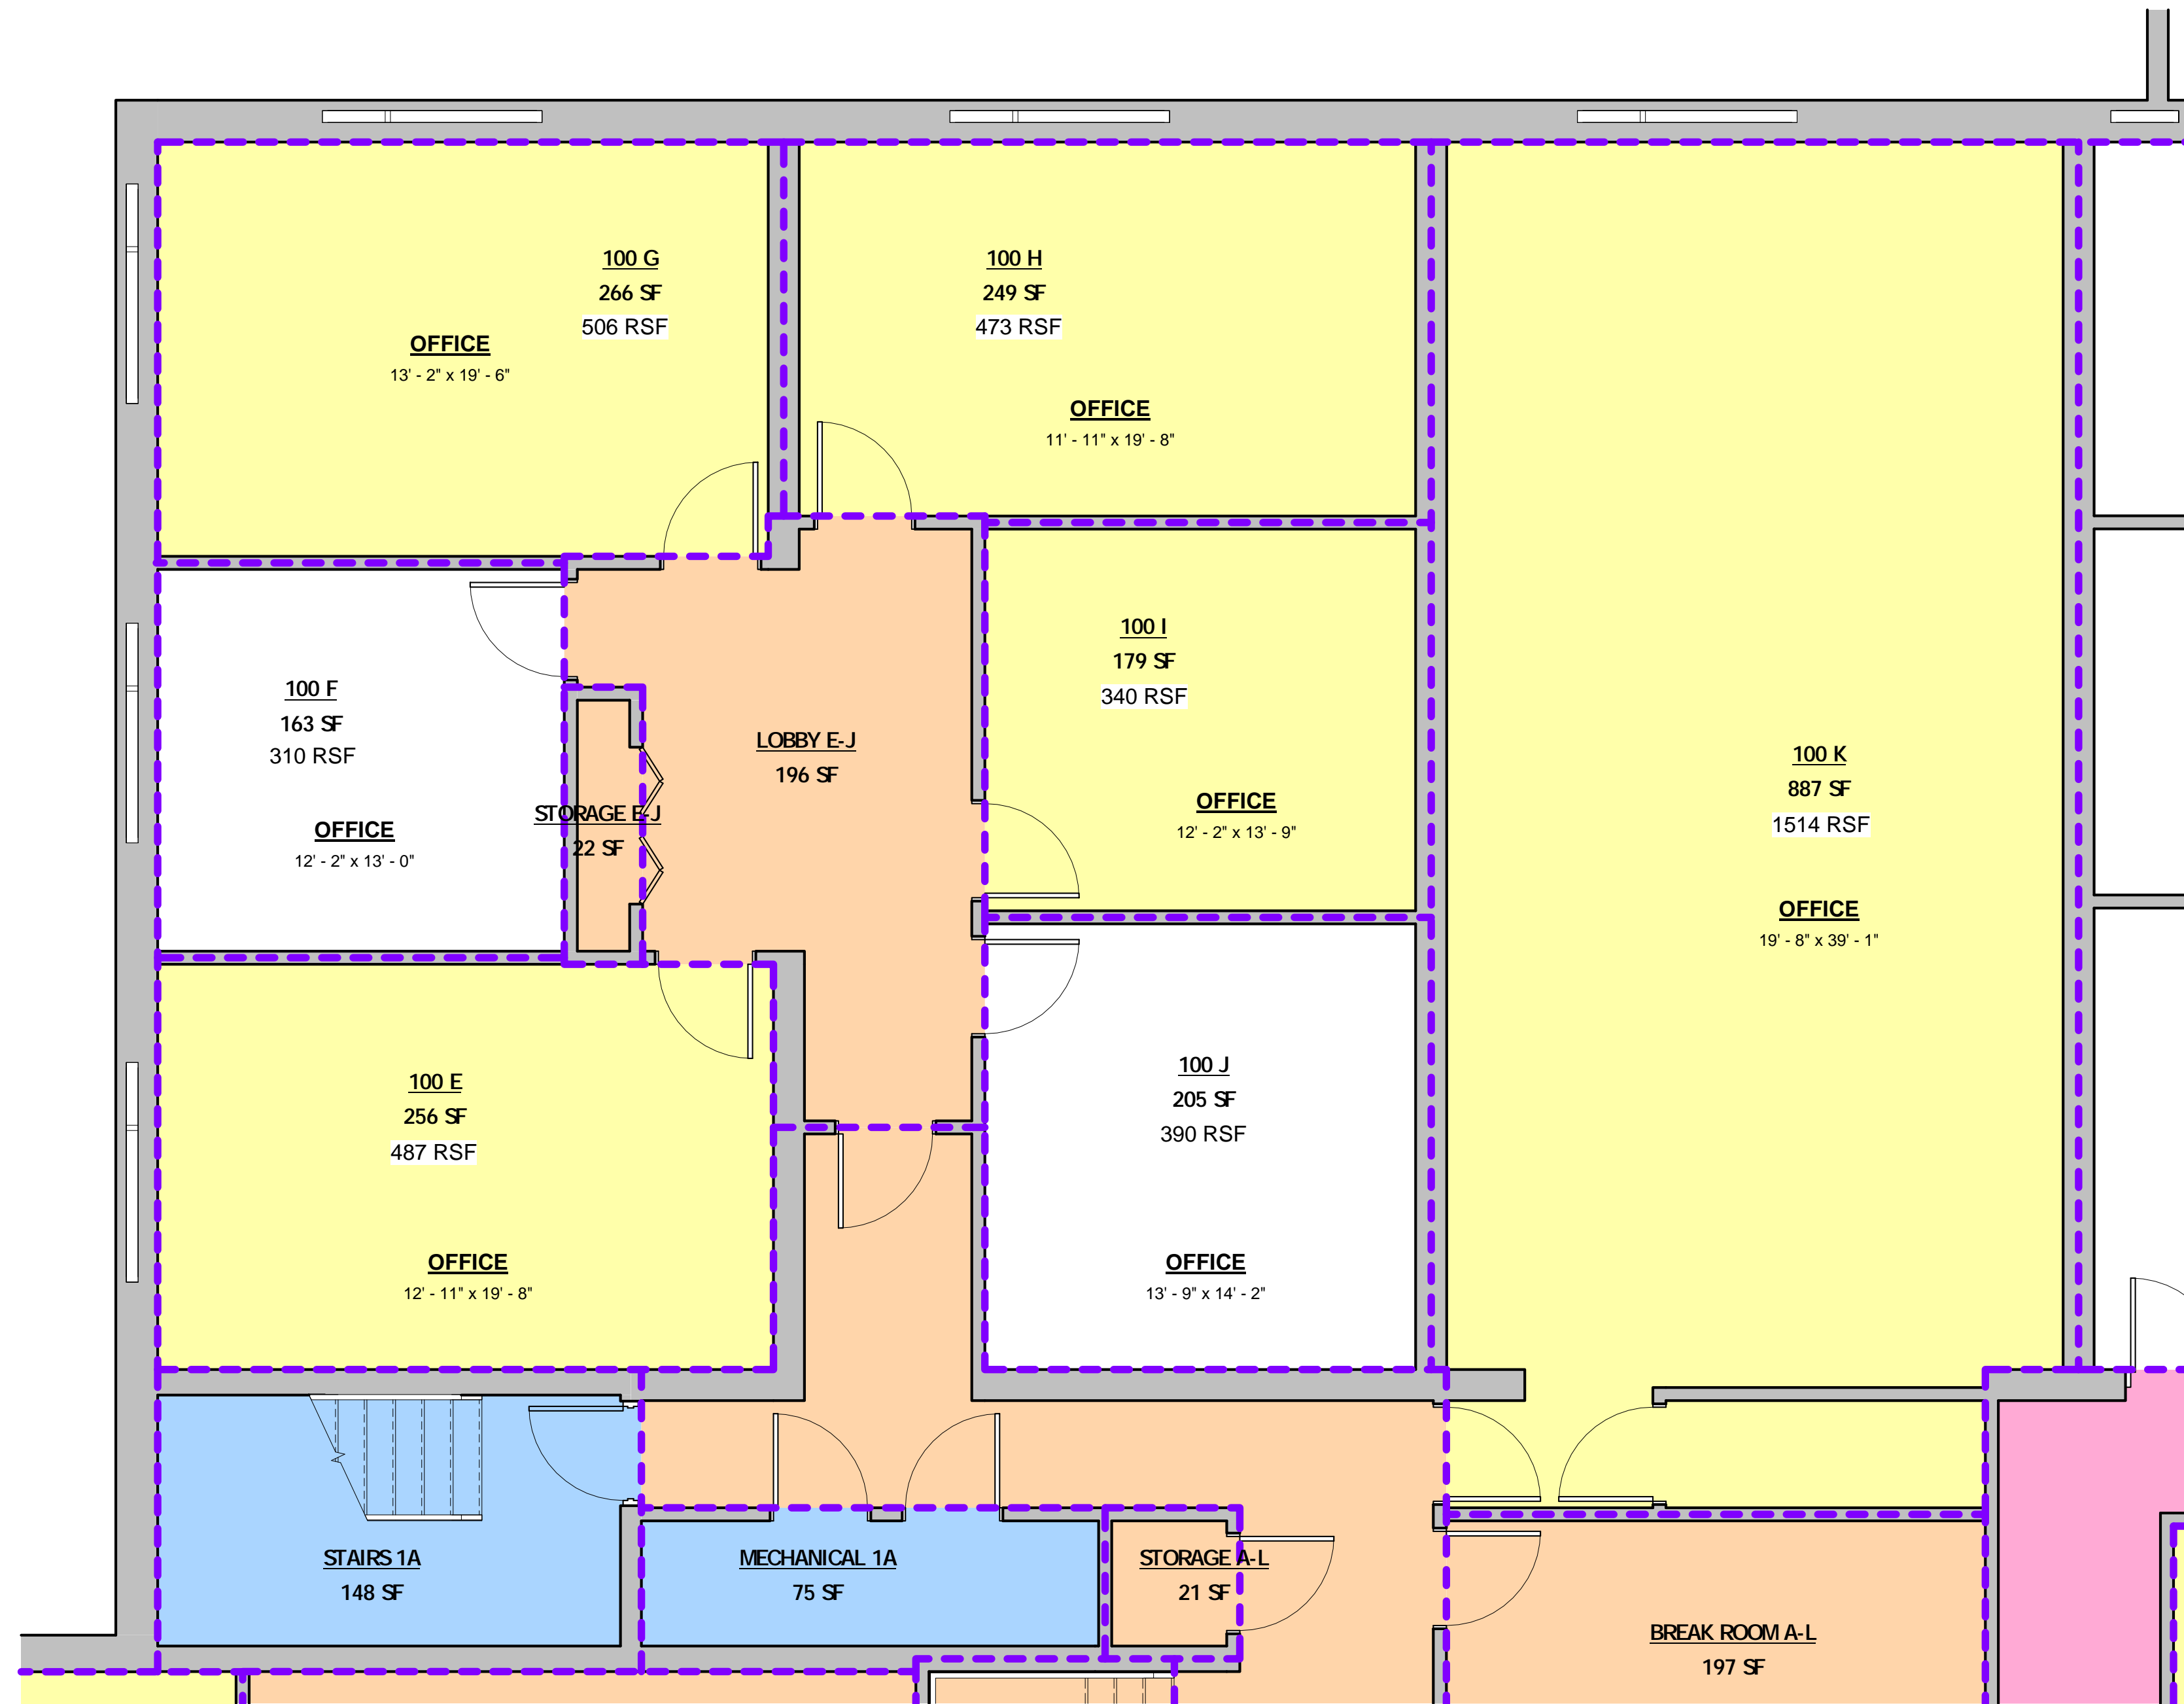 100 G
266 SF
506 RSF
OFFICE
13' - 2" x 19' - 6"
100 H
249 SF
473 RSF
OFFICE
11' - 11" x 19' - 8"
100 I
179 SF
340 RSF
OFFICE
12' - 2" x 13' - 9"
100 F
163 SF
310 RSF
OFFICE
12' - 2" x 13' - 0"
LOBBY E-J
196 SF
STORAGE E-J
22 SF
100 K
887 SF
1514 RSF
OFFICE
19' - 8" x 39' - 1"
100 E
256 SF
487 RSF
OFFICE
12' - 11" x 19' - 8"
100 J
205 SF
390 RSF
OFFICE
13' - 9" x 14' - 2"
STAIRS 1A
148 SF
MECHANICAL 1A
75 SF
STORAGE A-L
21 SF
BREAK ROOM A-L
197 SF